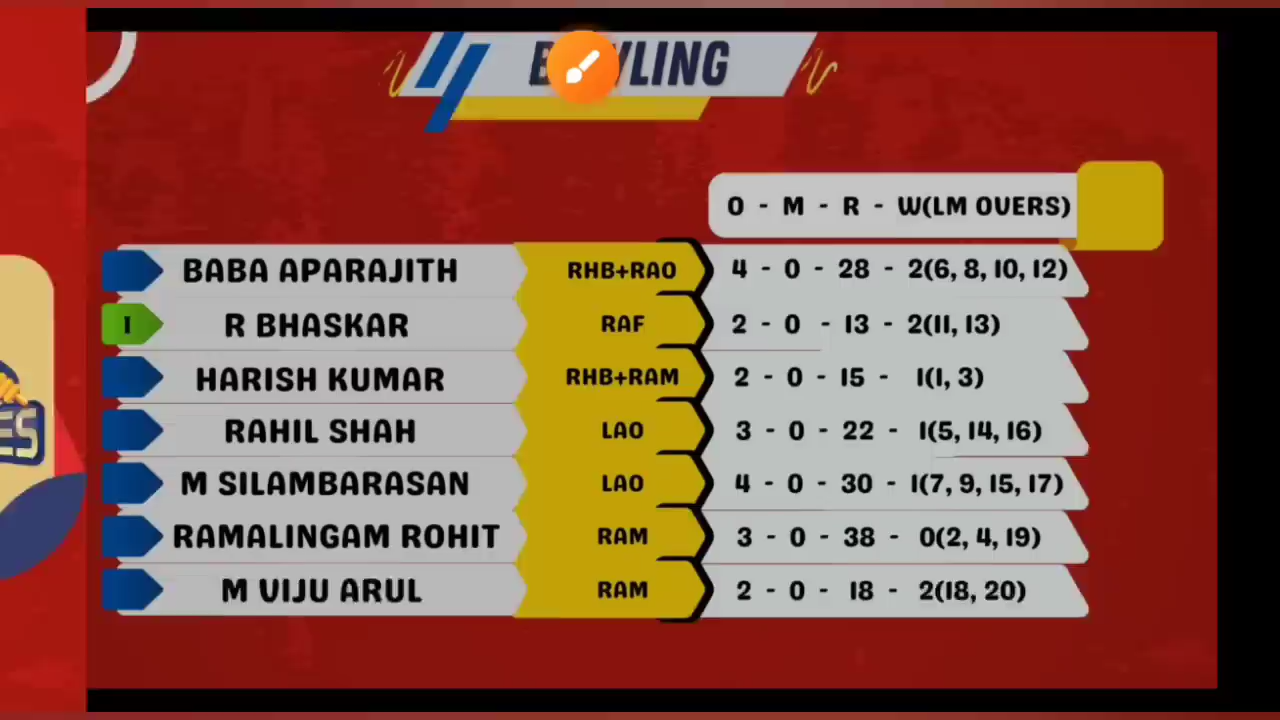 BOWLING
O - M - R - W(LM OVERS)
BABA APARAJITH RHB+RAO 4 - 0 - 28 - 2(6, 8, 10, 12)
I R BHASKAR RAF 2 - 0 - 13 - 2(11, 13)
HARISH KUMAR RHB+RAM 2 - 0 - 15 - 1(1, 3)
RAHIL SHAH LAO 3 - 0 - 22 - 1(5, 14, 16)
M SILAMBARASAN LAO 4 - 0 - 30 - 1(7, 9, 15, 17)
RAMALINGAM ROHIT RAM 3 - 0 - 38 - 0(2, 4, 19)
M VIJU ARUL RAM 2 - 0 - 18 - 2(18, 20)